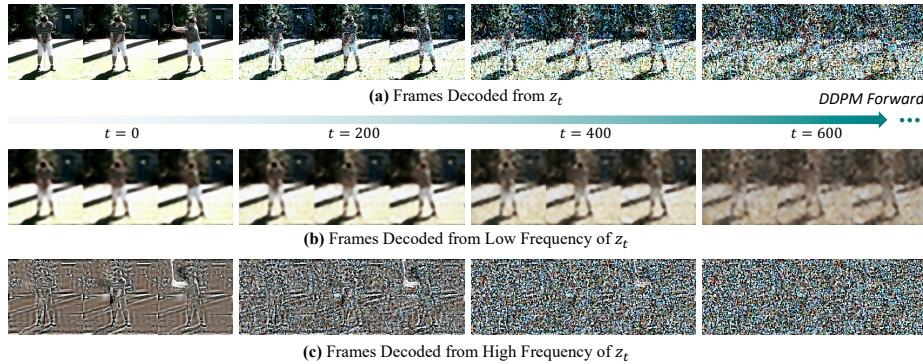 (a) Frames Decoded from z_t
DDPM Forward
t = 0
t = 200
t = 400
t = 600
(b) Frames Decoded from Low Frequency of z_t
(c) Frames Decoded from High Frequency of z_t